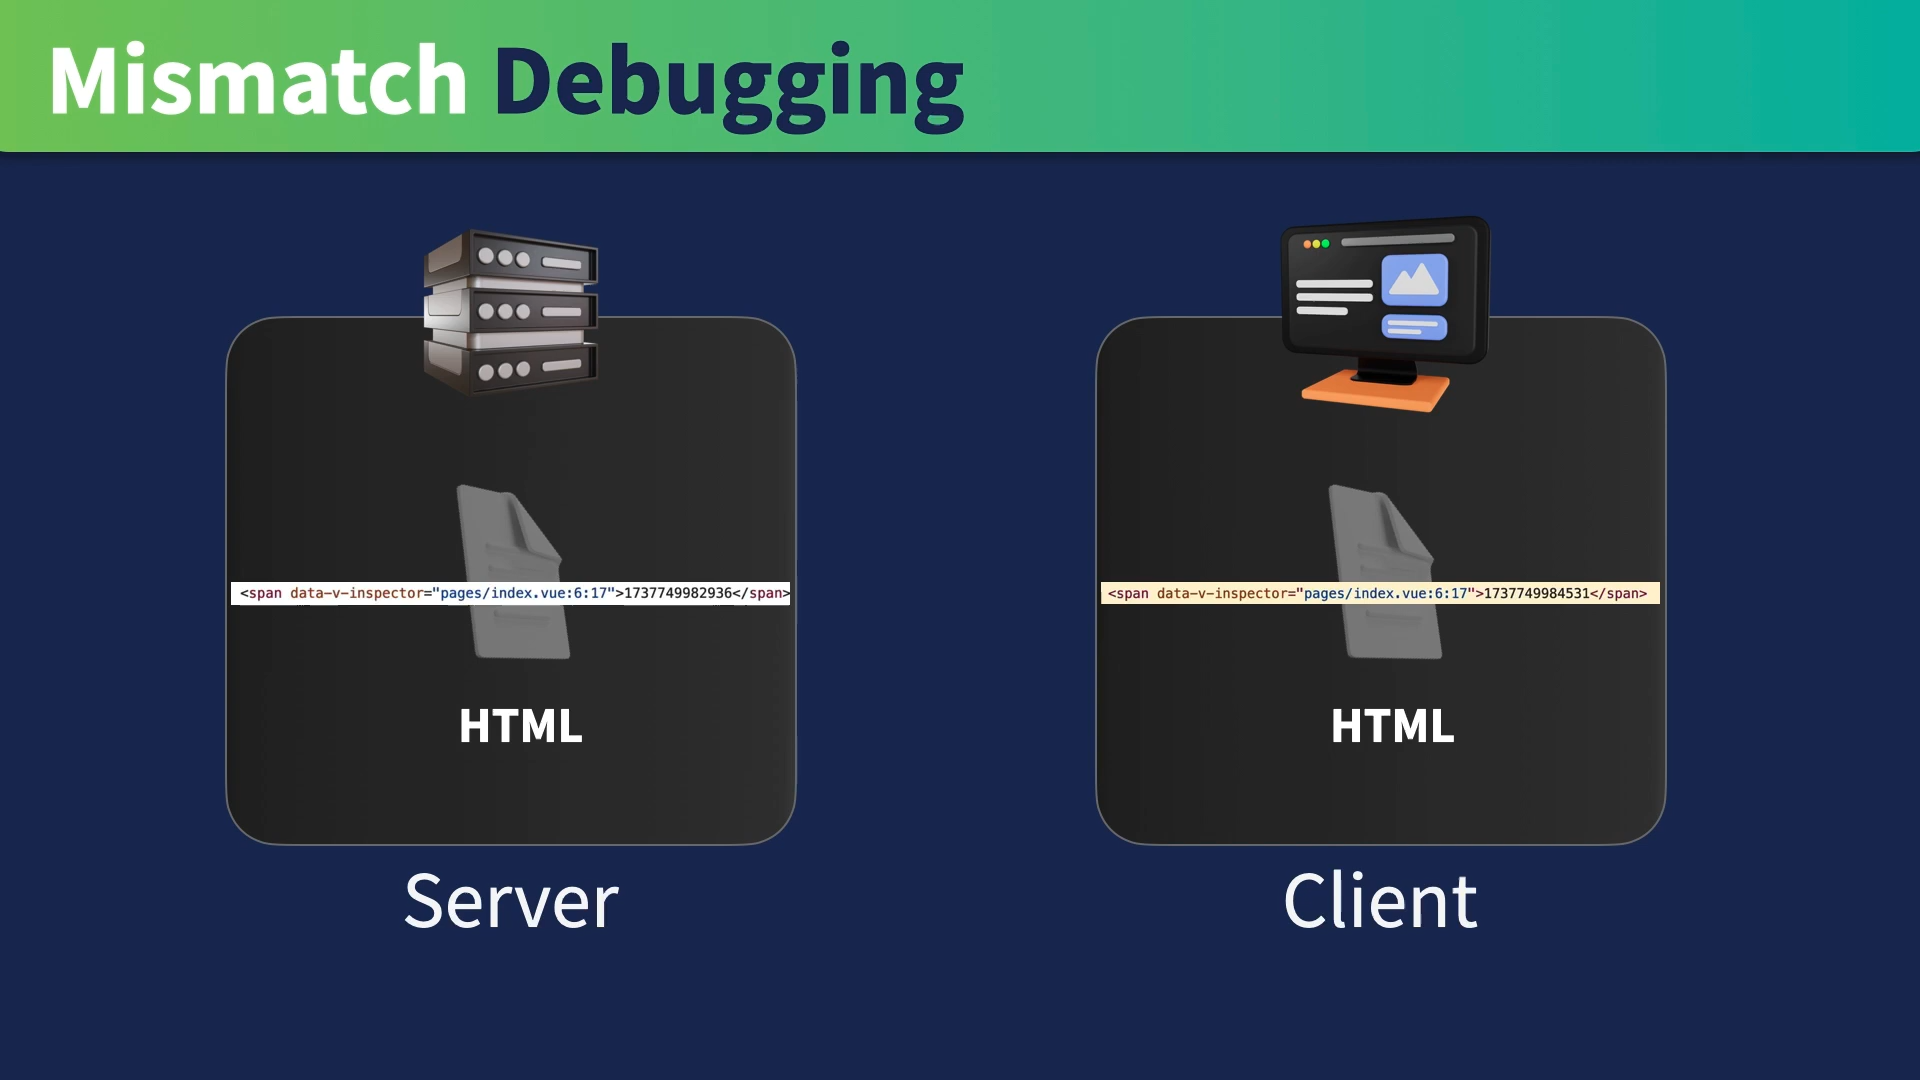 Mismatch Debugging
<span data-v-inspector="pages/index.vue:6:17">1737749982936</span>
HTML
Server
<span data-v-inspector="pages/index.vue:6:17">1737749984531</span>
HTML
Client